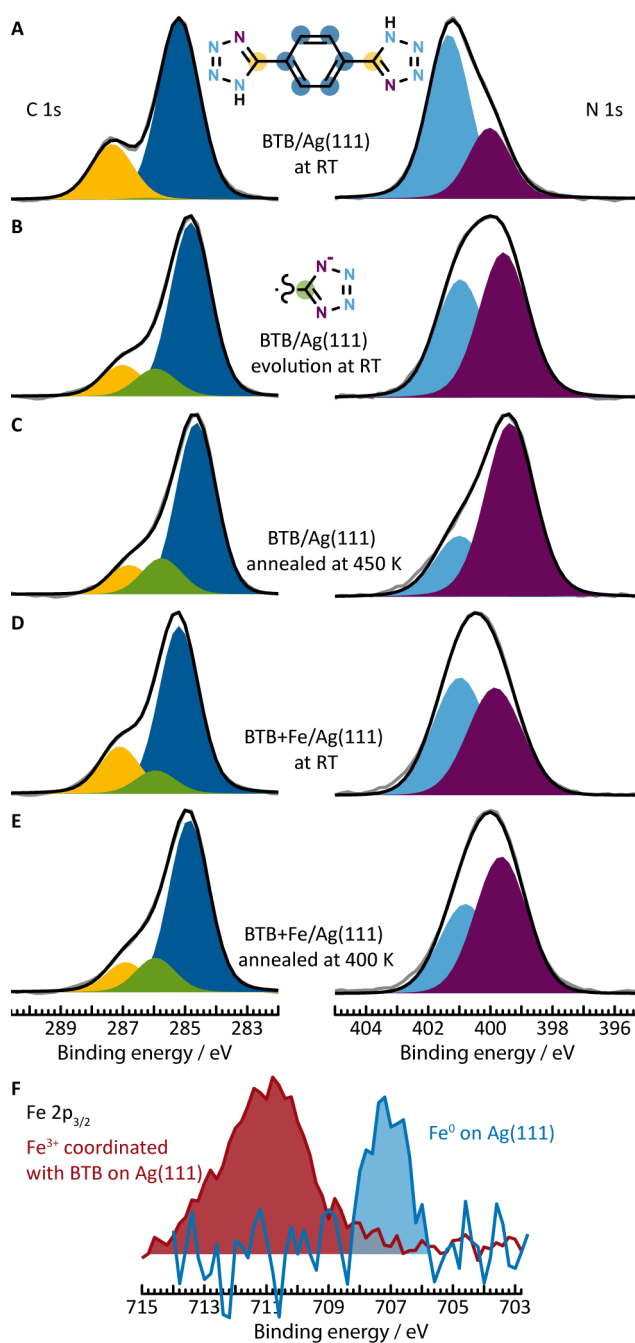 A
H
N
N
N
N
N
N
N
N
H
C 1s
N 1s
BTB/Ag(111)
at RT
B
N⁻
N
N
N
BTB/Ag(111)
evolution at RT
C
BTB/Ag(111)
annealed at 450 K
D
BTB+Fe/Ag(111)
at RT
E
BTB+Fe/Ag(111)
annealed at 400 K
289 287 285 283
404 402 400 398
Binding energy / eV
Binding energy / eV
F
Fe 2p₃/₂
Fe³⁺ coordinated
with BTB on Ag(111)
Fe⁰ on Ag(111)
715 713 711 709 707 705 703
Binding energy / eV